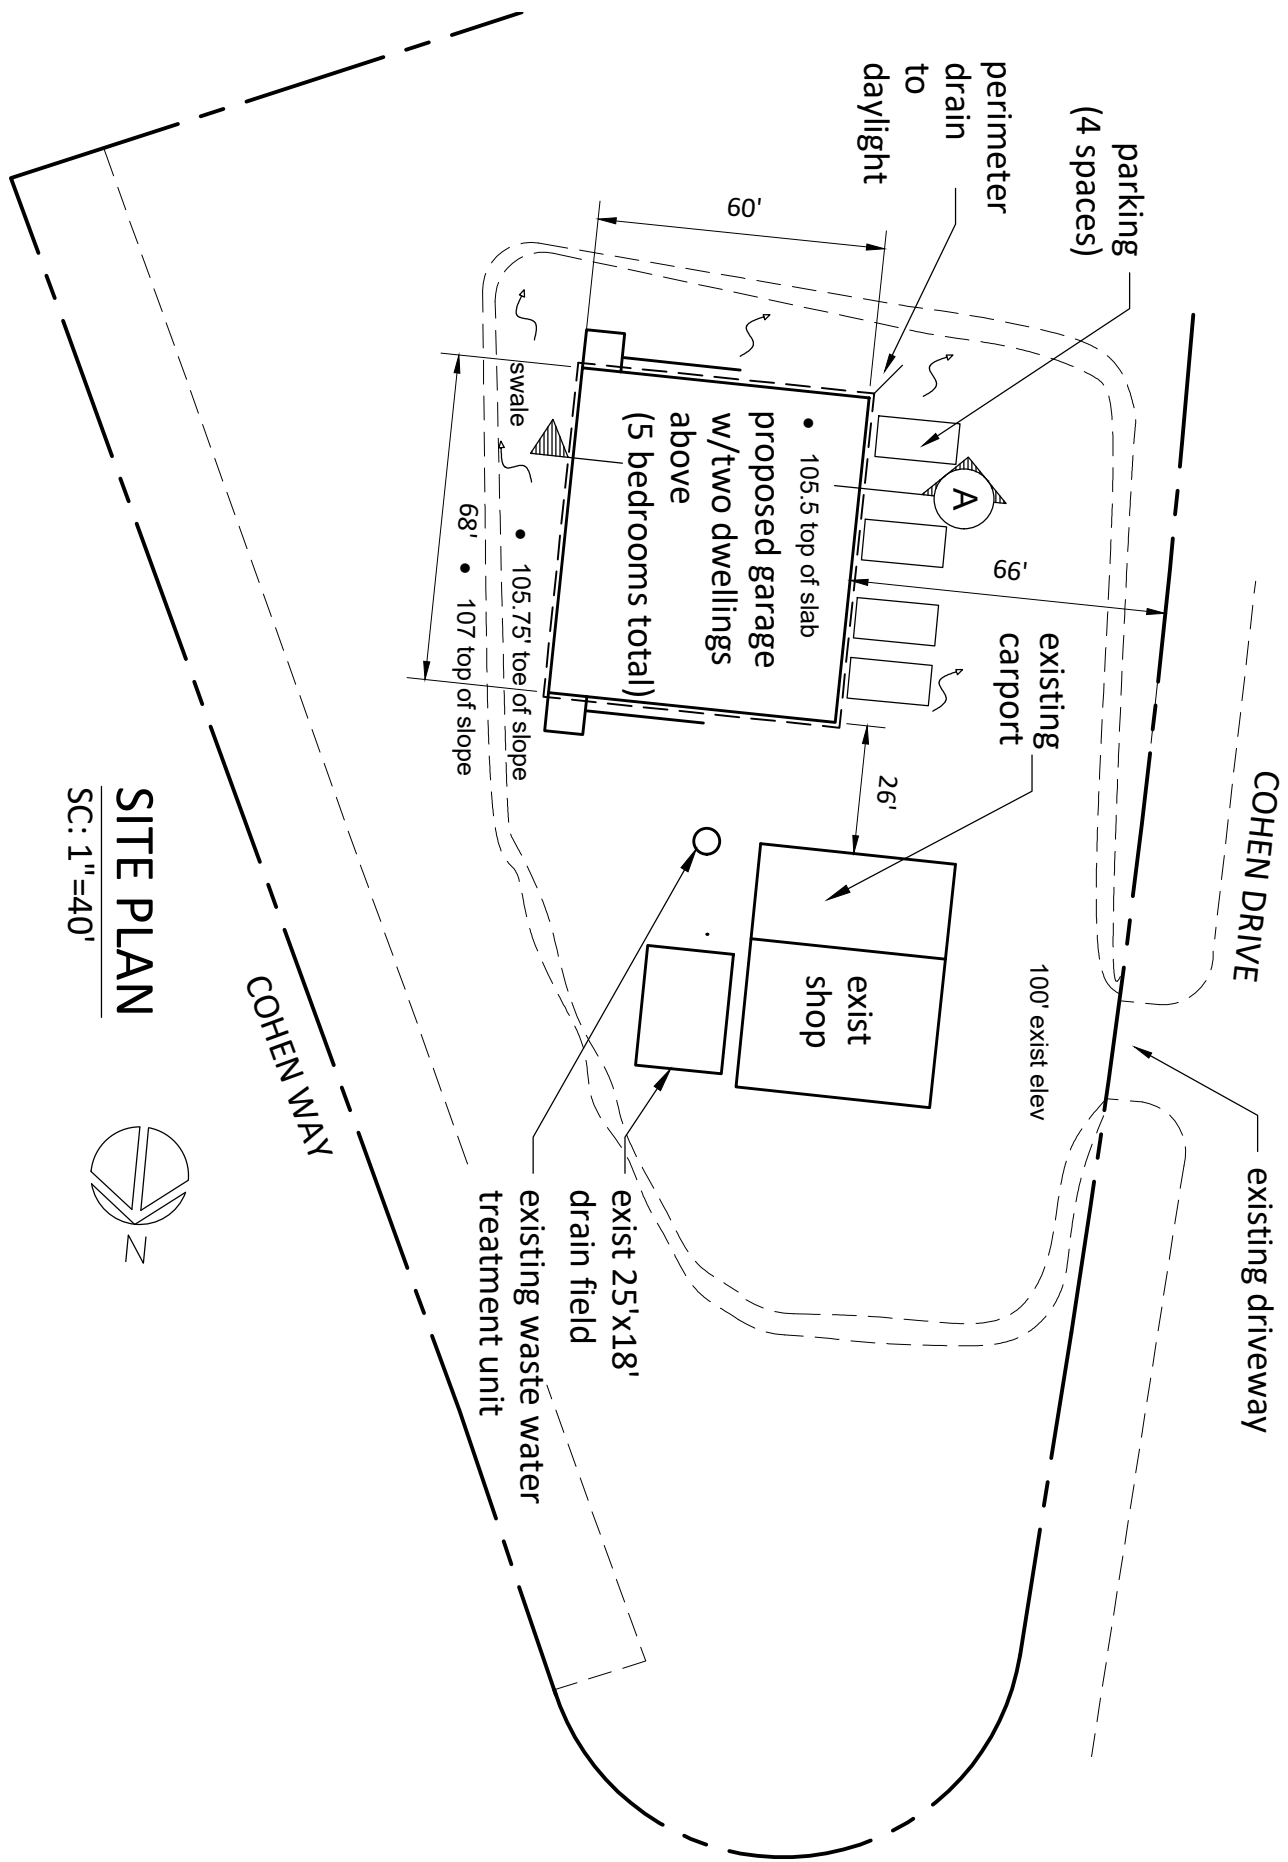 COHEN DRIVE
existing driveway
parking
(4 spaces)
perimeter
drain
to
daylight
60'
66'
A
existing
carport
100' exist elev
26'
105.5 top of slab
proposed garage
w/two dwellings
above
(5 bedrooms total)
exist
shop
swale
105.75' toe of slope
68'
107 top of slope
exist 25'x18'
drain field
existing waste water
treatment unit
COHEN WAY
SITE PLAN
SC: 1"=40'
N